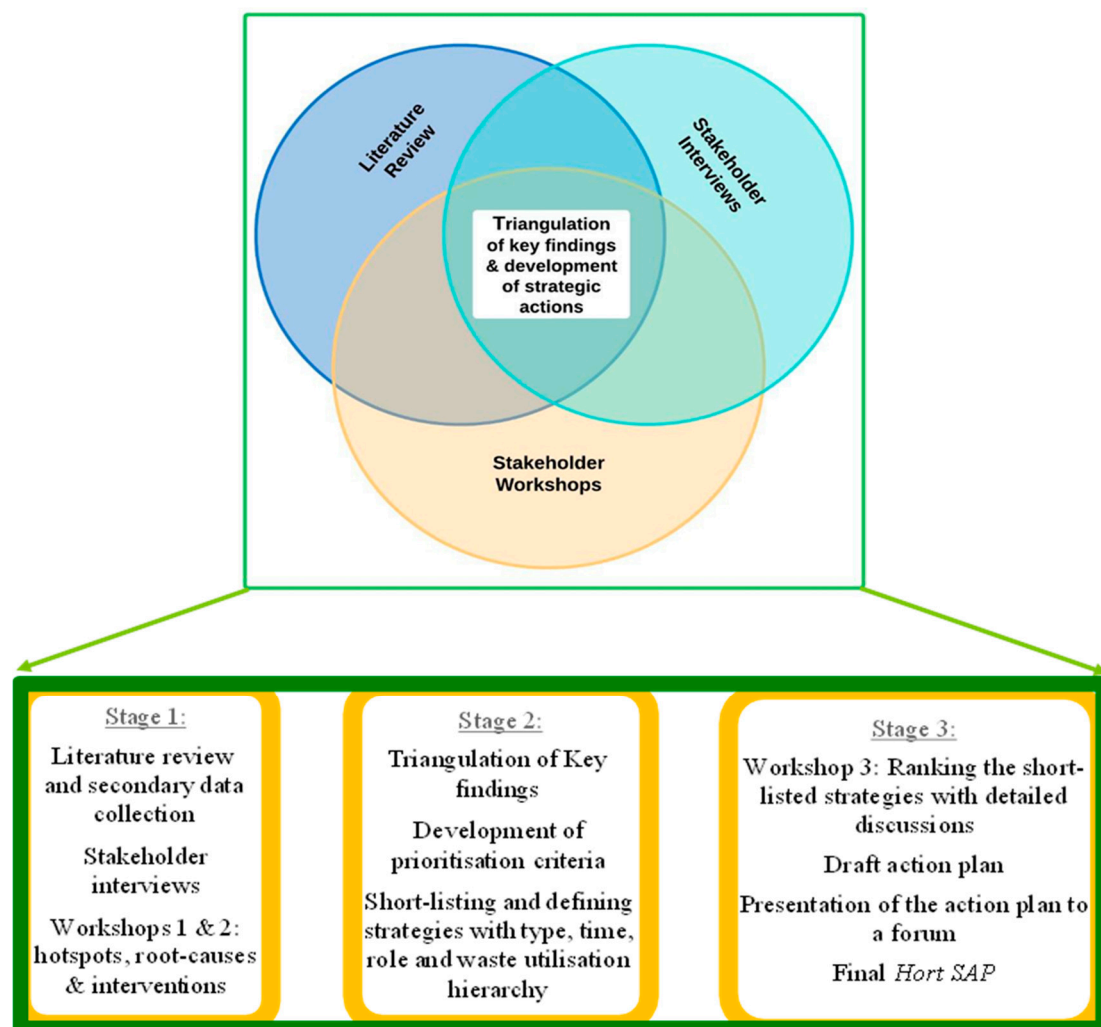 Literature
Review
Stakeholder
Interviews
Triangulation
of key findings
& development
of strategic
actions
Stakeholder
Workshops
Stage 1:
Literature review
and secondary data
collection
Stakeholder
interviews
Workshops 1 & 2:
hotspots, root-causes
& interventions
Stage 2:
Triangulation of Key
findings
Development of
prioritisation criteria
Short-listing and defining
strategies with type, time,
role and waste utilisation
hierarchy
Stage 3:
Workshop 3: Ranking the short-
listed strategies with detailed
discussions
Draft action plan
Presentation of the action plan to
a forum
Final Hort SAP